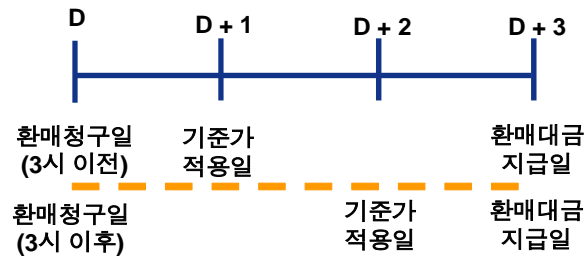 D D + 1 D + 2 D + 3
환매청구일 기준가 환매대금
(3시 이전) 적용일 지급일
환매청구일 기준가 환매대금
(3시 이후) 적용일 지급일